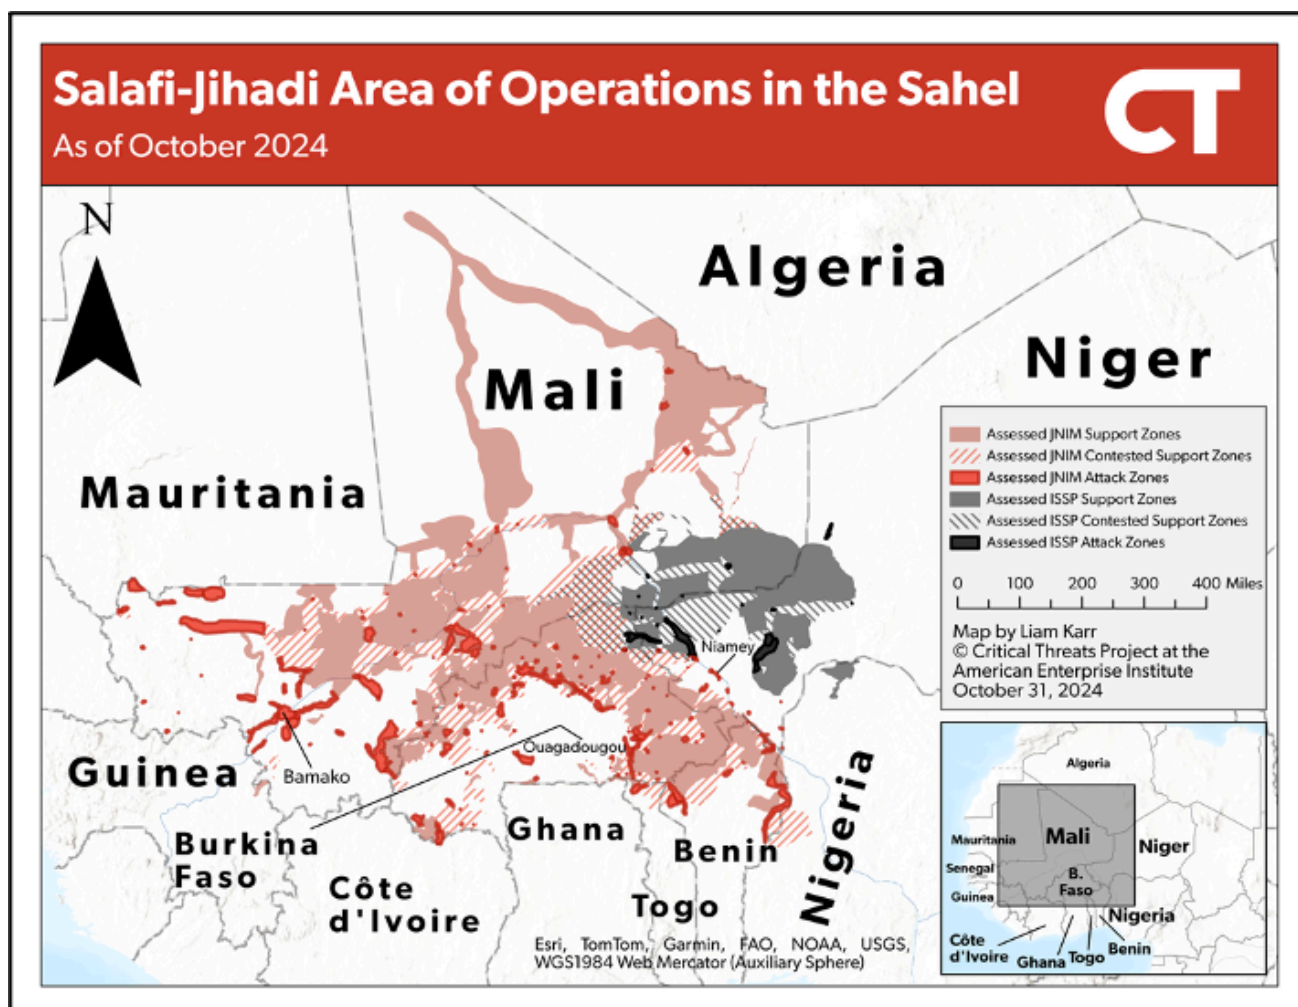 Salafi-Jihadi Area of Operations in the Sahel
As of October 2024
CT
N
Algeria
Niger
Mali
Mauritania
Assessed JNIM Support Zones
Assessed JNIM Contested Support Zones
Assessed JNIM Attack Zones
Assessed ISSP Support Zones
Assessed ISSP Contested Support Zones
Assessed ISSP Attack Zones
0 100 200 300 400 Miles
Map by Liam Karr
© Critical Threats Project at the
American Enterprise Institute
October 31, 2024
Niamey
Ouagadougou
Bamako
Guinea
Burkina
Faso
Côte
d'Ivoire
Ghana
Togo
Benin
Nigeria
Esri, TomTom, Garmin, FAO, NOAA, USGS,
WGS1984 Web Mercator (Auxiliary Sphere)
Algeria
Mauritania
Mali
Niger
Senegal
B.
Faso
Guinea
Nigeria
Côte
d'Ivoire
Ghana
Togo
Benin